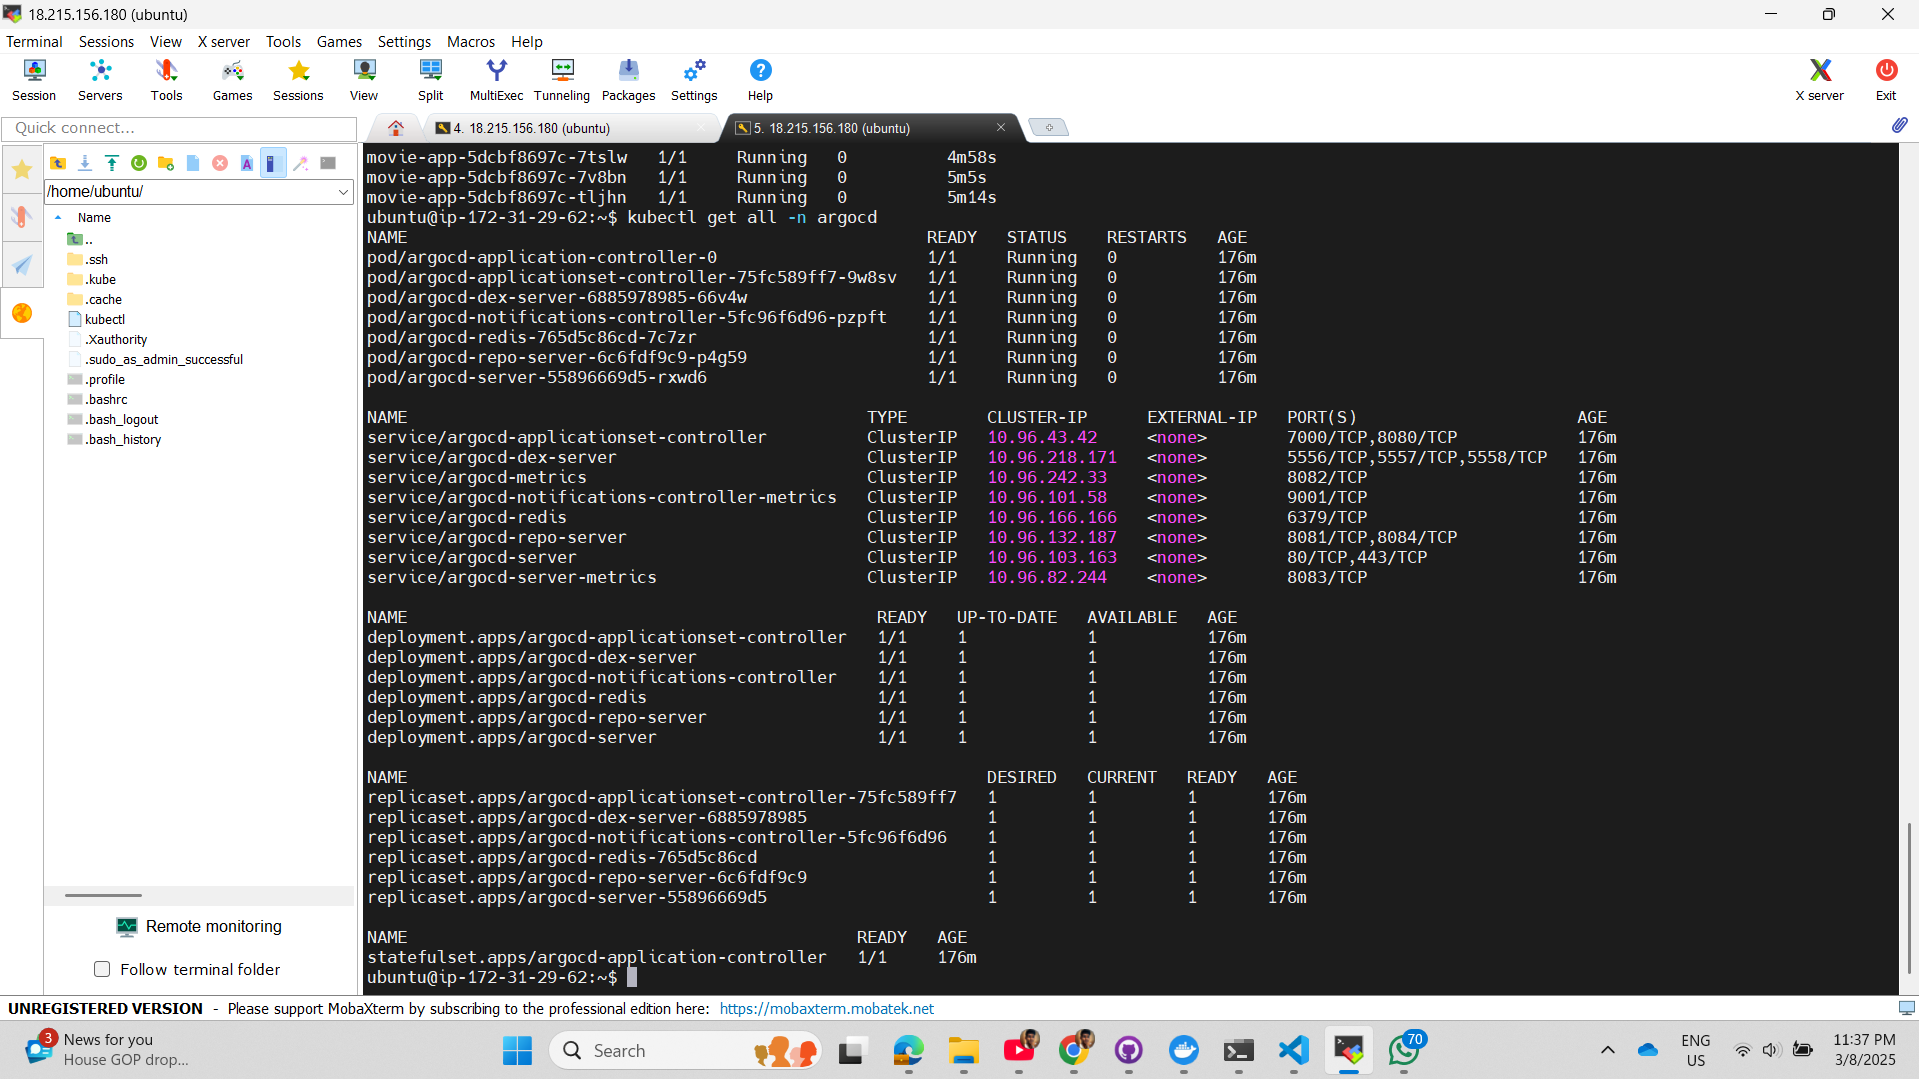 18.215.156.180 (ubuntu)
Terminal Sessions View X server Tools Games Settings Macros Help
Session Servers Tools Games Sessions View Split MultiExec Tunneling Packages Settings Help X server Exit
Quick connect...
4. 18.215.156.180 (ubuntu)
5. 18.215.156.180 (ubuntu)
/home/ubuntu/
Name
..
.ssh
.kube
.cache
kubectl
.Xauthority
.sudo_as_admin_successful
.profile
.bashrc
.bash_logout
.bash_history
Remote monitoring
Follow terminal folder
movie-app-5dcbf8697c-7tslw 1/1 Running 0 4m58s
movie-app-5dcbf8697c-7v8bn 1/1 Running 0 5m5s
movie-app-5dcbf8697c-tljhn 1/1 Running 0 5m14s
ubuntu@ip-172-31-29-62:~$ kubectl get all -n argocd
NAME READY STATUS RESTARTS AGE
pod/argocd-application-controller-0 1/1 Running 0 176m
pod/argocd-applicationset-controller-75fc589ff7-9w8sv 1/1 Running 0 176m
pod/argocd-dex-server-6885978985-66v4w 1/1 Running 0 176m
pod/argocd-notifications-controller-5fc96f6d96-pzpft 1/1 Running 0 176m
pod/argocd-redis-765d5c86cd-7c7zr 1/1 Running 0 176m
pod/argocd-repo-server-6c6fdf9c9-p4g59 1/1 Running 0 176m
pod/argocd-server-55896669d5-rxwd6 1/1 Running 0 176m
NAME TYPE CLUSTER-IP EXTERNAL-IP PORT(S) AGE
service/argocd-applicationset-controller ClusterIP 10.96.43.42 <none> 7000/TCP,8080/TCP 176m
service/argocd-dex-server ClusterIP 10.96.218.171 <none> 5556/TCP,5557/TCP,5558/TCP 176m
service/argocd-metrics ClusterIP 10.96.242.33 <none> 8082/TCP 176m
service/argocd-notifications-controller-metrics ClusterIP 10.96.101.58 <none> 9001/TCP 176m
service/argocd-redis ClusterIP 10.96.166.166 <none> 6379/TCP 176m
service/argocd-repo-server ClusterIP 10.96.132.187 <none> 8081/TCP,8084/TCP 176m
service/argocd-server ClusterIP 10.96.103.163 <none> 80/TCP,443/TCP 176m
service/argocd-server-metrics ClusterIP 10.96.82.244 <none> 8083/TCP 176m
NAME READY UP-TO-DATE AVAILABLE AGE
deployment.apps/argocd-applicationset-controller 1/1 1 1 176m
deployment.apps/argocd-dex-server 1/1 1 1 176m
deployment.apps/argocd-notifications-controller 1/1 1 1 176m
deployment.apps/argocd-redis 1/1 1 1 176m
deployment.apps/argocd-repo-server 1/1 1 1 176m
deployment.apps/argocd-server 1/1 1 1 176m
NAME DESIRED CURRENT READY AGE
replicaset.apps/argocd-applicationset-controller-75fc589ff7 1 1 1 176m
replicaset.apps/argocd-dex-server-6885978985 1 1 1 176m
replicaset.apps/argocd-notifications-controller-5fc96f6d96 1 1 1 176m
replicaset.apps/argocd-redis-765d5c86cd 1 1 1 176m
replicaset.apps/argocd-repo-server-6c6fdf9c9 1 1 1 176m
replicaset.apps/argocd-server-55896669d5 1 1 1 176m
NAME READY AGE
statefulset.apps/argocd-application-controller 1/1 176m
ubuntu@ip-172-31-29-62:~$
UNREGISTERED VERSION - Please support MobaXterm by subscribing to the professional edition here: https://mobaxterm.mobatek.net
3
News for you
House GOP drop...
Search
70
ENG
US
11:37 PM
3/8/2025